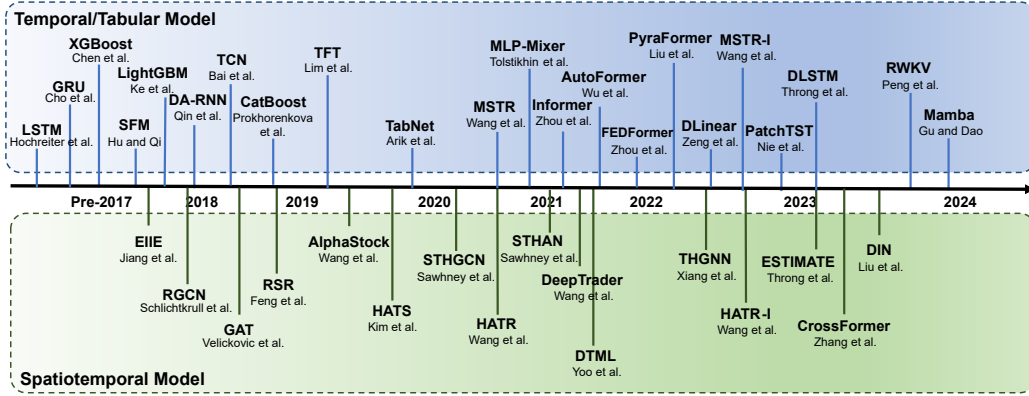 Temporal/Tabular Model
XGBoost
Chen et al.
GRU
Cho et al.
LSTM
Hochreiter et al.
LightGBM
Ke et al.
SFM
Hu and Qi
DA-RNN
Qin et al.
TCN
Bai et al.
CatBoost
Prokhorenkova
et al.
TFT
Lim et al.
TabNet
Arik et al.
MLP-Mixer
Tolstikhin et al.
MSTR
Wang et al.
Informer
Zhou et al.
AutoFormer
Wu et al.
FEDFormer
Zhou et al.
PyraFormer
Liu et al.
DLinear
Zeng et al.
MSTR-I
Wang et al.
PatchTST
Nie et al.
DLSTM
Throng et al.
RWKV
Peng et al.
Mamba
Gu and Dao
Pre-2017
2018
2019
2020
2021
2022
2023
2024
EIIE
Jiang et al.
RGCN
Schlichtkrull et al.
GAT
Velickovic et al.
RSR
Feng et al.
AlphaStock
Wang et al.
HATS
Kim et al.
STHGCN
Sawhney et al.
HATR
Wang et al.
STHAN
Sawhney et al.
DeepTrader
Wang et al.
DTML
Yoo et al.
THGNN
Xiang et al.
HATR-I
Wang et al.
ESTIMATE
Throng et al.
CrossFormer
Zhang et al.
DIN
Liu et al.
Spatiotemporal Model